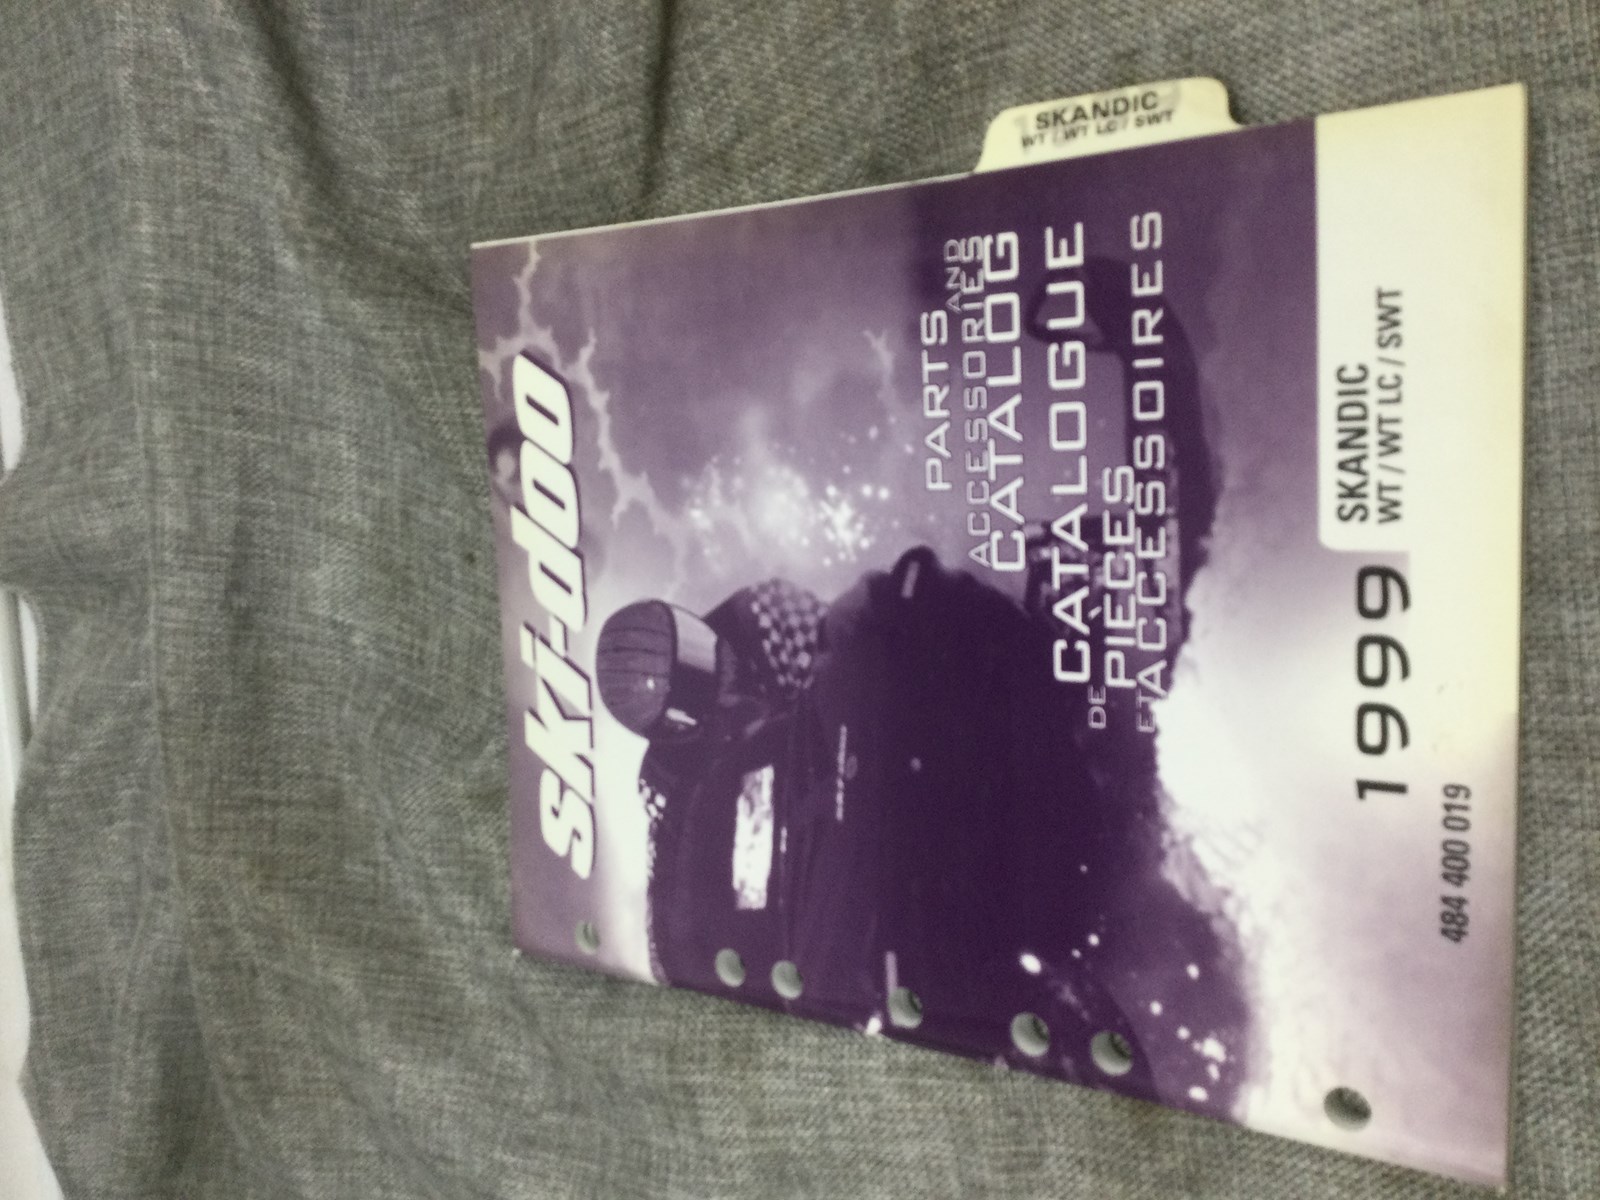 SKANDIC
WT / WT LC / SWT
ski-doo
PARTS AND
ACCESSORIES
CATALOG
CATALOGUE
DE PIÈCES
ET ACCESSOIRES
SKANDIC
WT / WT LC / SWT
1999
484 400 019